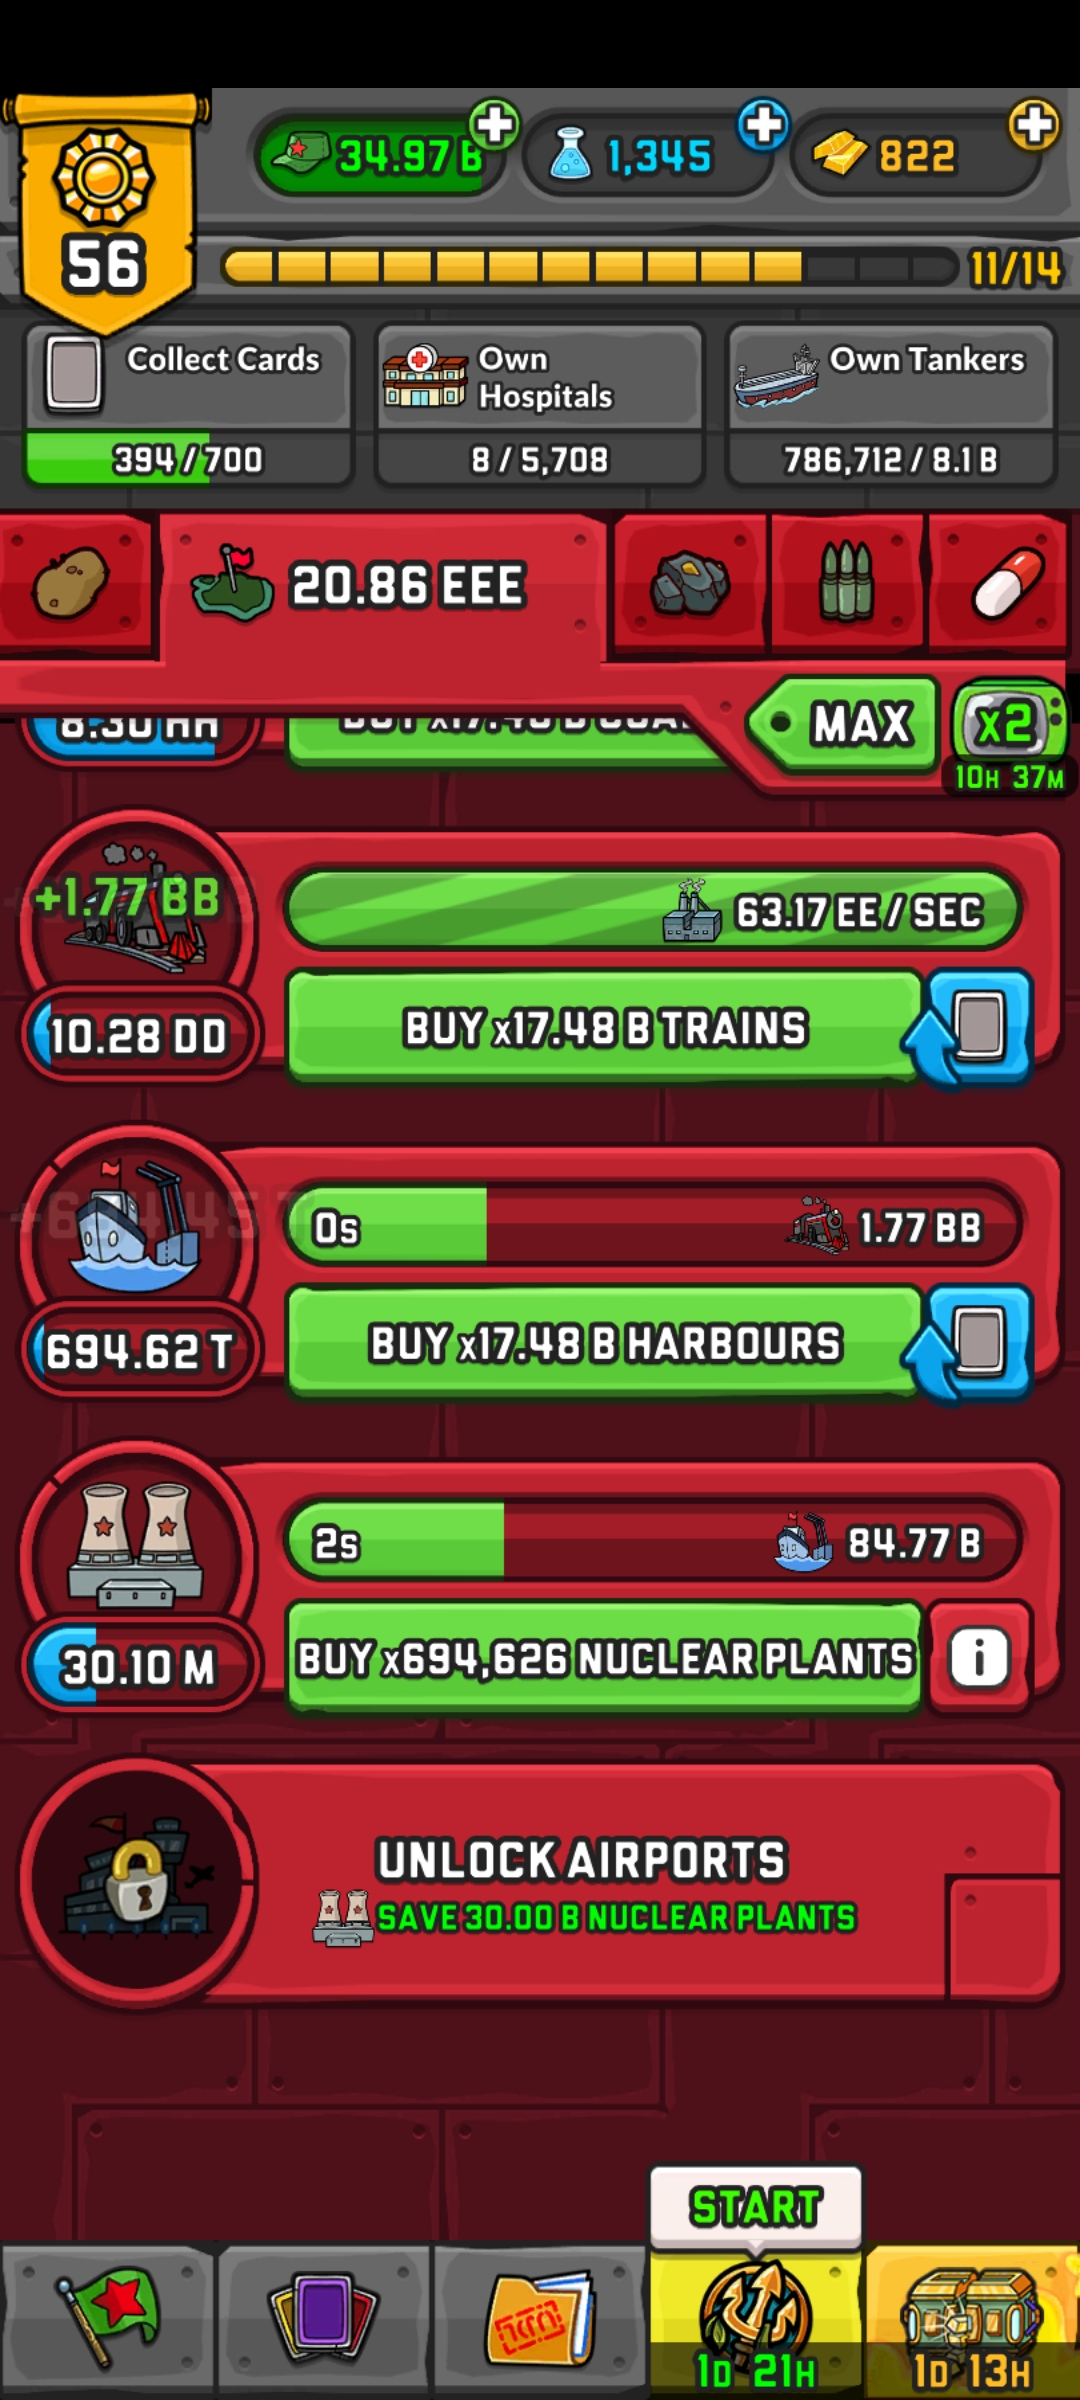 34.97 B
1,345
822
56
11/14
Collect Cards
394 / 700
Own
Hospitals
8 / 5,708
Own Tankers
786,712 / 8.1 B
20.86 EEE
MAX
x2
10H 37M
+1.77 BB
63.17 EE / SEC
10.28 DD
BUY x17.48 B TRAINS
0s
1.77 BB
694.62 T
BUY x17.48 B HARBOURS
2s
84.77 B
30.10 M
BUY x694,626 NUCLEAR PLANTS
i
UNLOCK AIRPORTS
SAVE 30.00 B NUCLEAR PLANTS
START
1D 21H
1D 13H